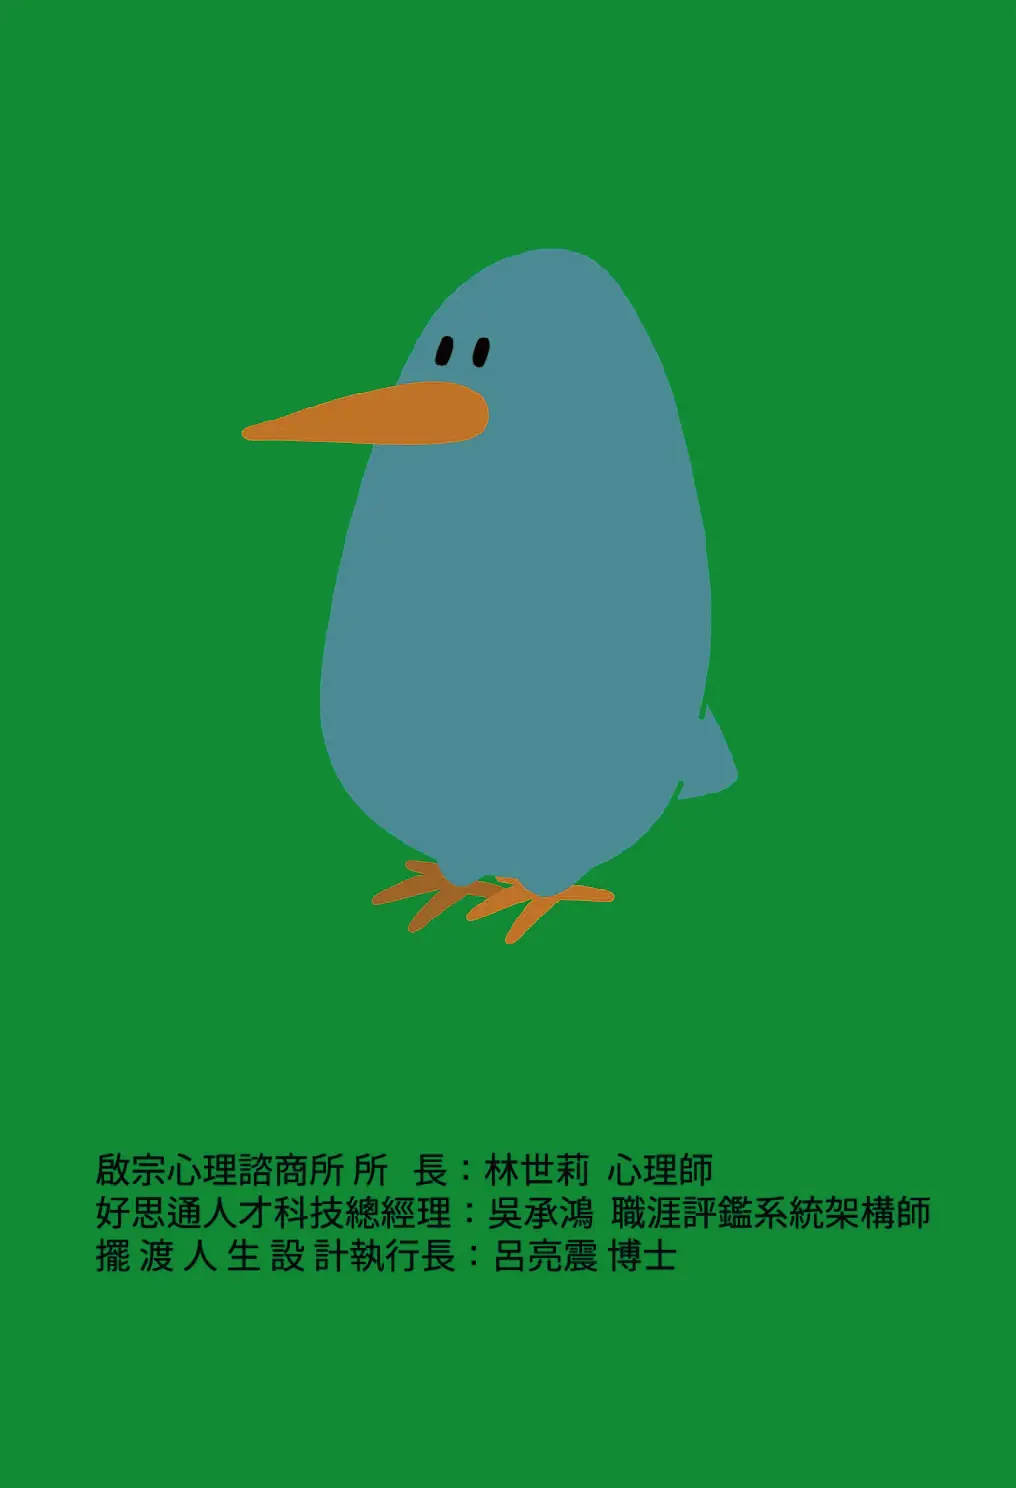 啟宗心理諮商所 所 長：林世莉 心理師
好思通人才科技總經理：吳承鴻 職涯評鑑系統架構師
擺 渡 人 生 設 計執行長：呂亮震 博士